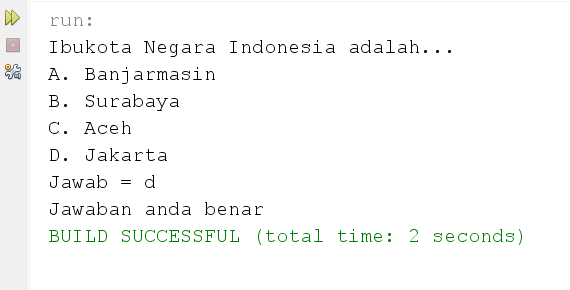 run:
Ibukota Negara Indonesia adalah...
A. Banjarmasin
B. Surabaya
C. Aceh
D. Jakarta
Jawab = d
Jawaban anda benar
BUILD SUCCESSFUL (total time: 2 seconds)